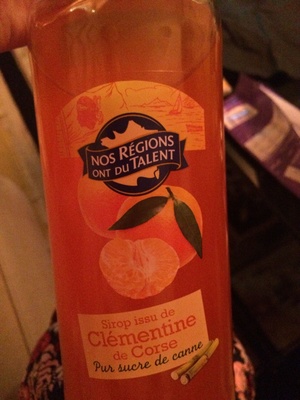 NOS RÉGIONS
ONT DU TALENT
Sirop issu de
Clémentine
de Corse
Pur sucre de canne